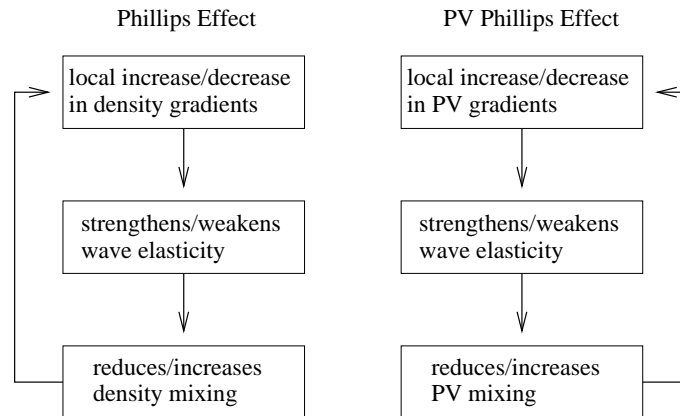 Phillips Effect
local increase/decrease
in density gradients
strengthens/weakens
wave elasticity
reduces/increases
density mixing
PV Phillips Effect
local increase/decrease
in PV gradients
strengthens/weakens
wave elasticity
reduces/increases
PV mixing